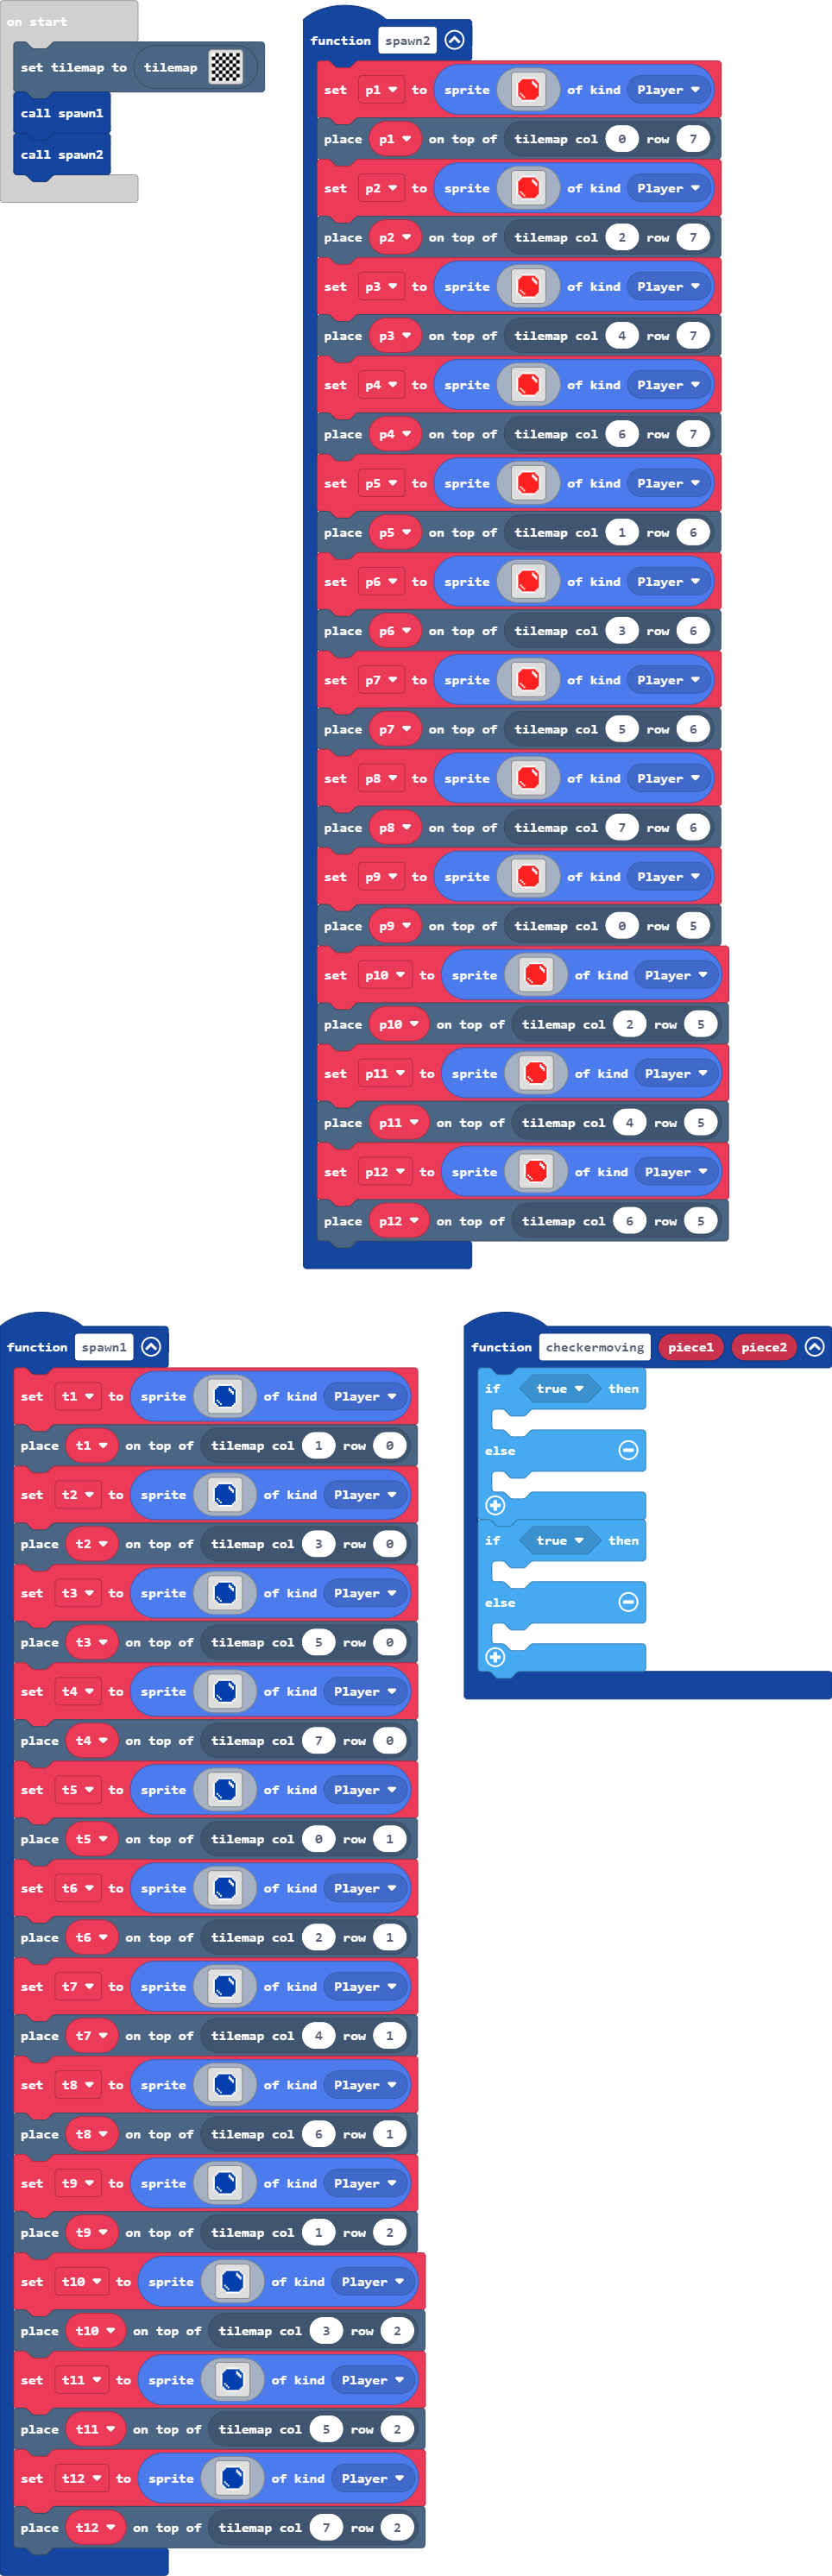 on start
set tilemap to tilemap
call spawn1
call spawn2
function spawn2
set p1 to sprite of kind Player
place p1 on top of tilemap col 0 row 7
set p2 to sprite of kind Player
place p2 on top of tilemap col 2 row 7
set p3 to sprite of kind Player
place p3 on top of tilemap col 4 row 7
set p4 to sprite of kind Player
place p4 on top of tilemap col 6 row 7
set p5 to sprite of kind Player
place p5 on top of tilemap col 1 row 6
set p6 to sprite of kind Player
place p6 on top of tilemap col 3 row 6
set p7 to sprite of kind Player
place p7 on top of tilemap col 5 row 6
set p8 to sprite of kind Player
place p8 on top of tilemap col 7 row 6
set p9 to sprite of kind Player
place p9 on top of tilemap col 0 row 5
set p10 to sprite of kind Player
place p10 on top of tilemap col 2 row 5
set p11 to sprite of kind Player
place p11 on top of tilemap col 4 row 5
set p12 to sprite of kind Player
place p12 on top of tilemap col 6 row 5
function spawn1
set t1 to sprite of kind Player
place t1 on top of tilemap col 1 row 0
set t2 to sprite of kind Player
place t2 on top of tilemap col 3 row 0
set t3 to sprite of kind Player
place t3 on top of tilemap col 5 row 0
set t4 to sprite of kind Player
place t4 on top of tilemap col 7 row 0
set t5 to sprite of kind Player
place t5 on top of tilemap col 0 row 1
set t6 to sprite of kind Player
place t6 on top of tilemap col 2 row 1
set t7 to sprite of kind Player
place t7 on top of tilemap col 4 row 1
set t8 to sprite of kind Player
place t8 on top of tilemap col 6 row 1
set t9 to sprite of kind Player
place t9 on top of tilemap col 1 row 2
set t10 to sprite of kind Player
place t10 on top of tilemap col 3 row 2
set t11 to sprite of kind Player
place t11 on top of tilemap col 5 row 2
set t12 to sprite of kind Player
place t12 on top of tilemap col 7 row 2
function checkermoving piece1 piece2
if true then
else
if true then
else